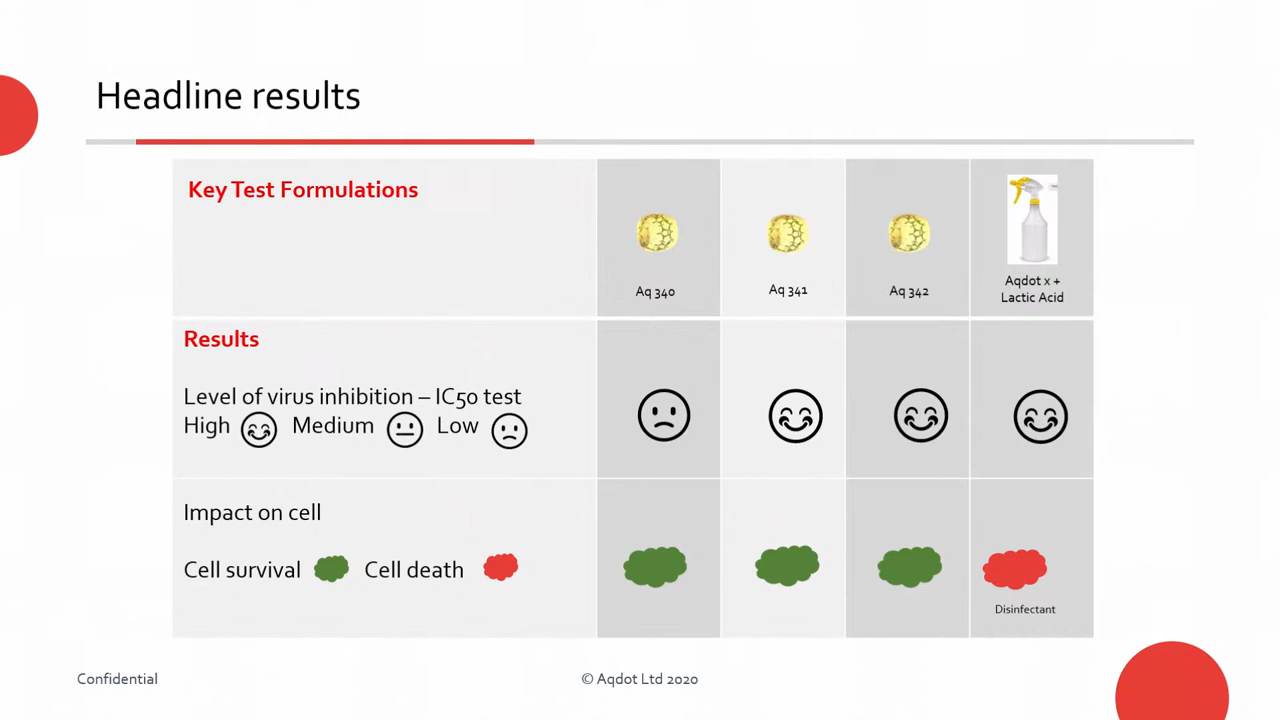 Headline results
Key Test Formulations
Aq 340
Aq 341
Aq 342
Aqdot x +
Lactic Acid
Results
Level of virus inhibition – IC50 test
High Medium Low
Impact on cell
Cell survival Cell death
Disinfectant
Confidential
© Aqdot Ltd 2020